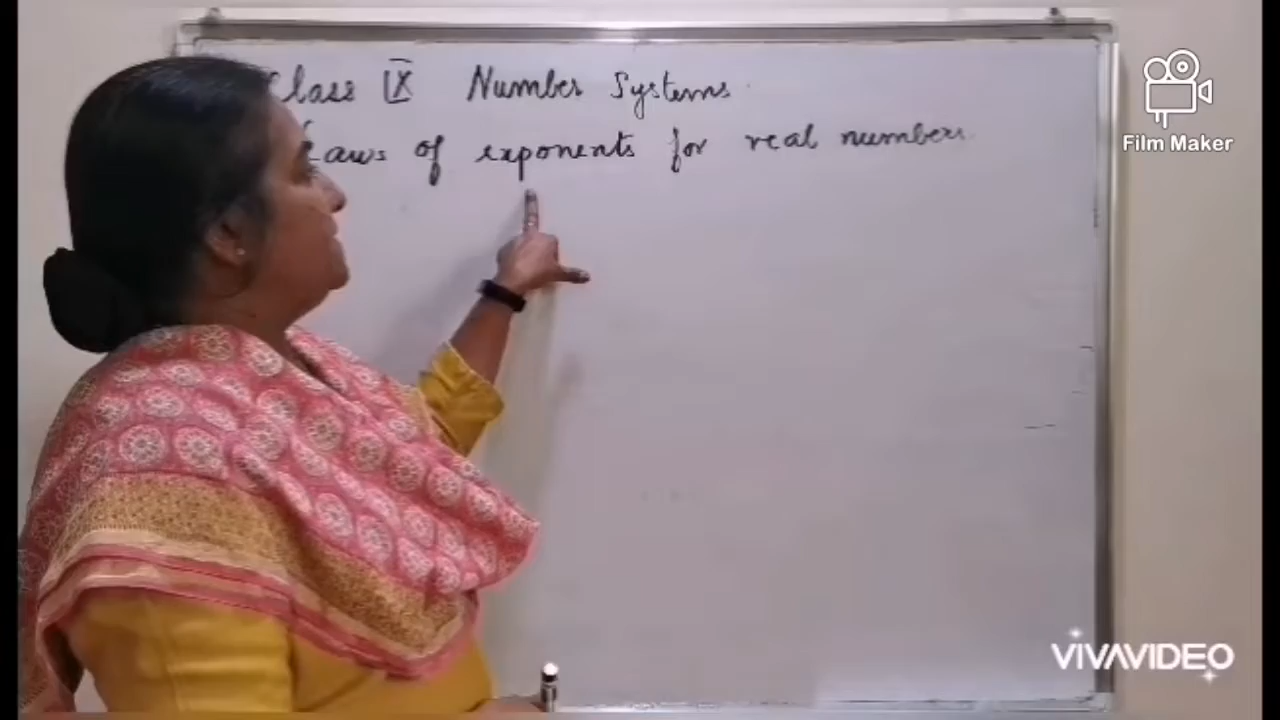 Class IX Number Systems
Laws of exponents for real numbers.
Film Maker
VIVAVIDEO